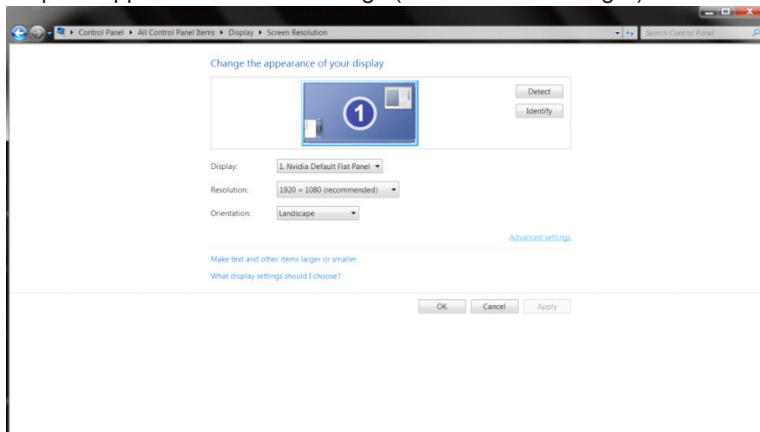 Control Panel ▸ All Control Panel Items ▸ Display ▸ Screen Resolution
Search Control Panel
Change the appearance of your display
1
Detect
Identify
Display: 1. Nvidia Default Flat Panel
Resolution: 1920 × 1080 (recommended)
Orientation: Landscape
Advanced settings
Make text and other items larger or smaller
What display settings should I choose?
OK Cancel Apply